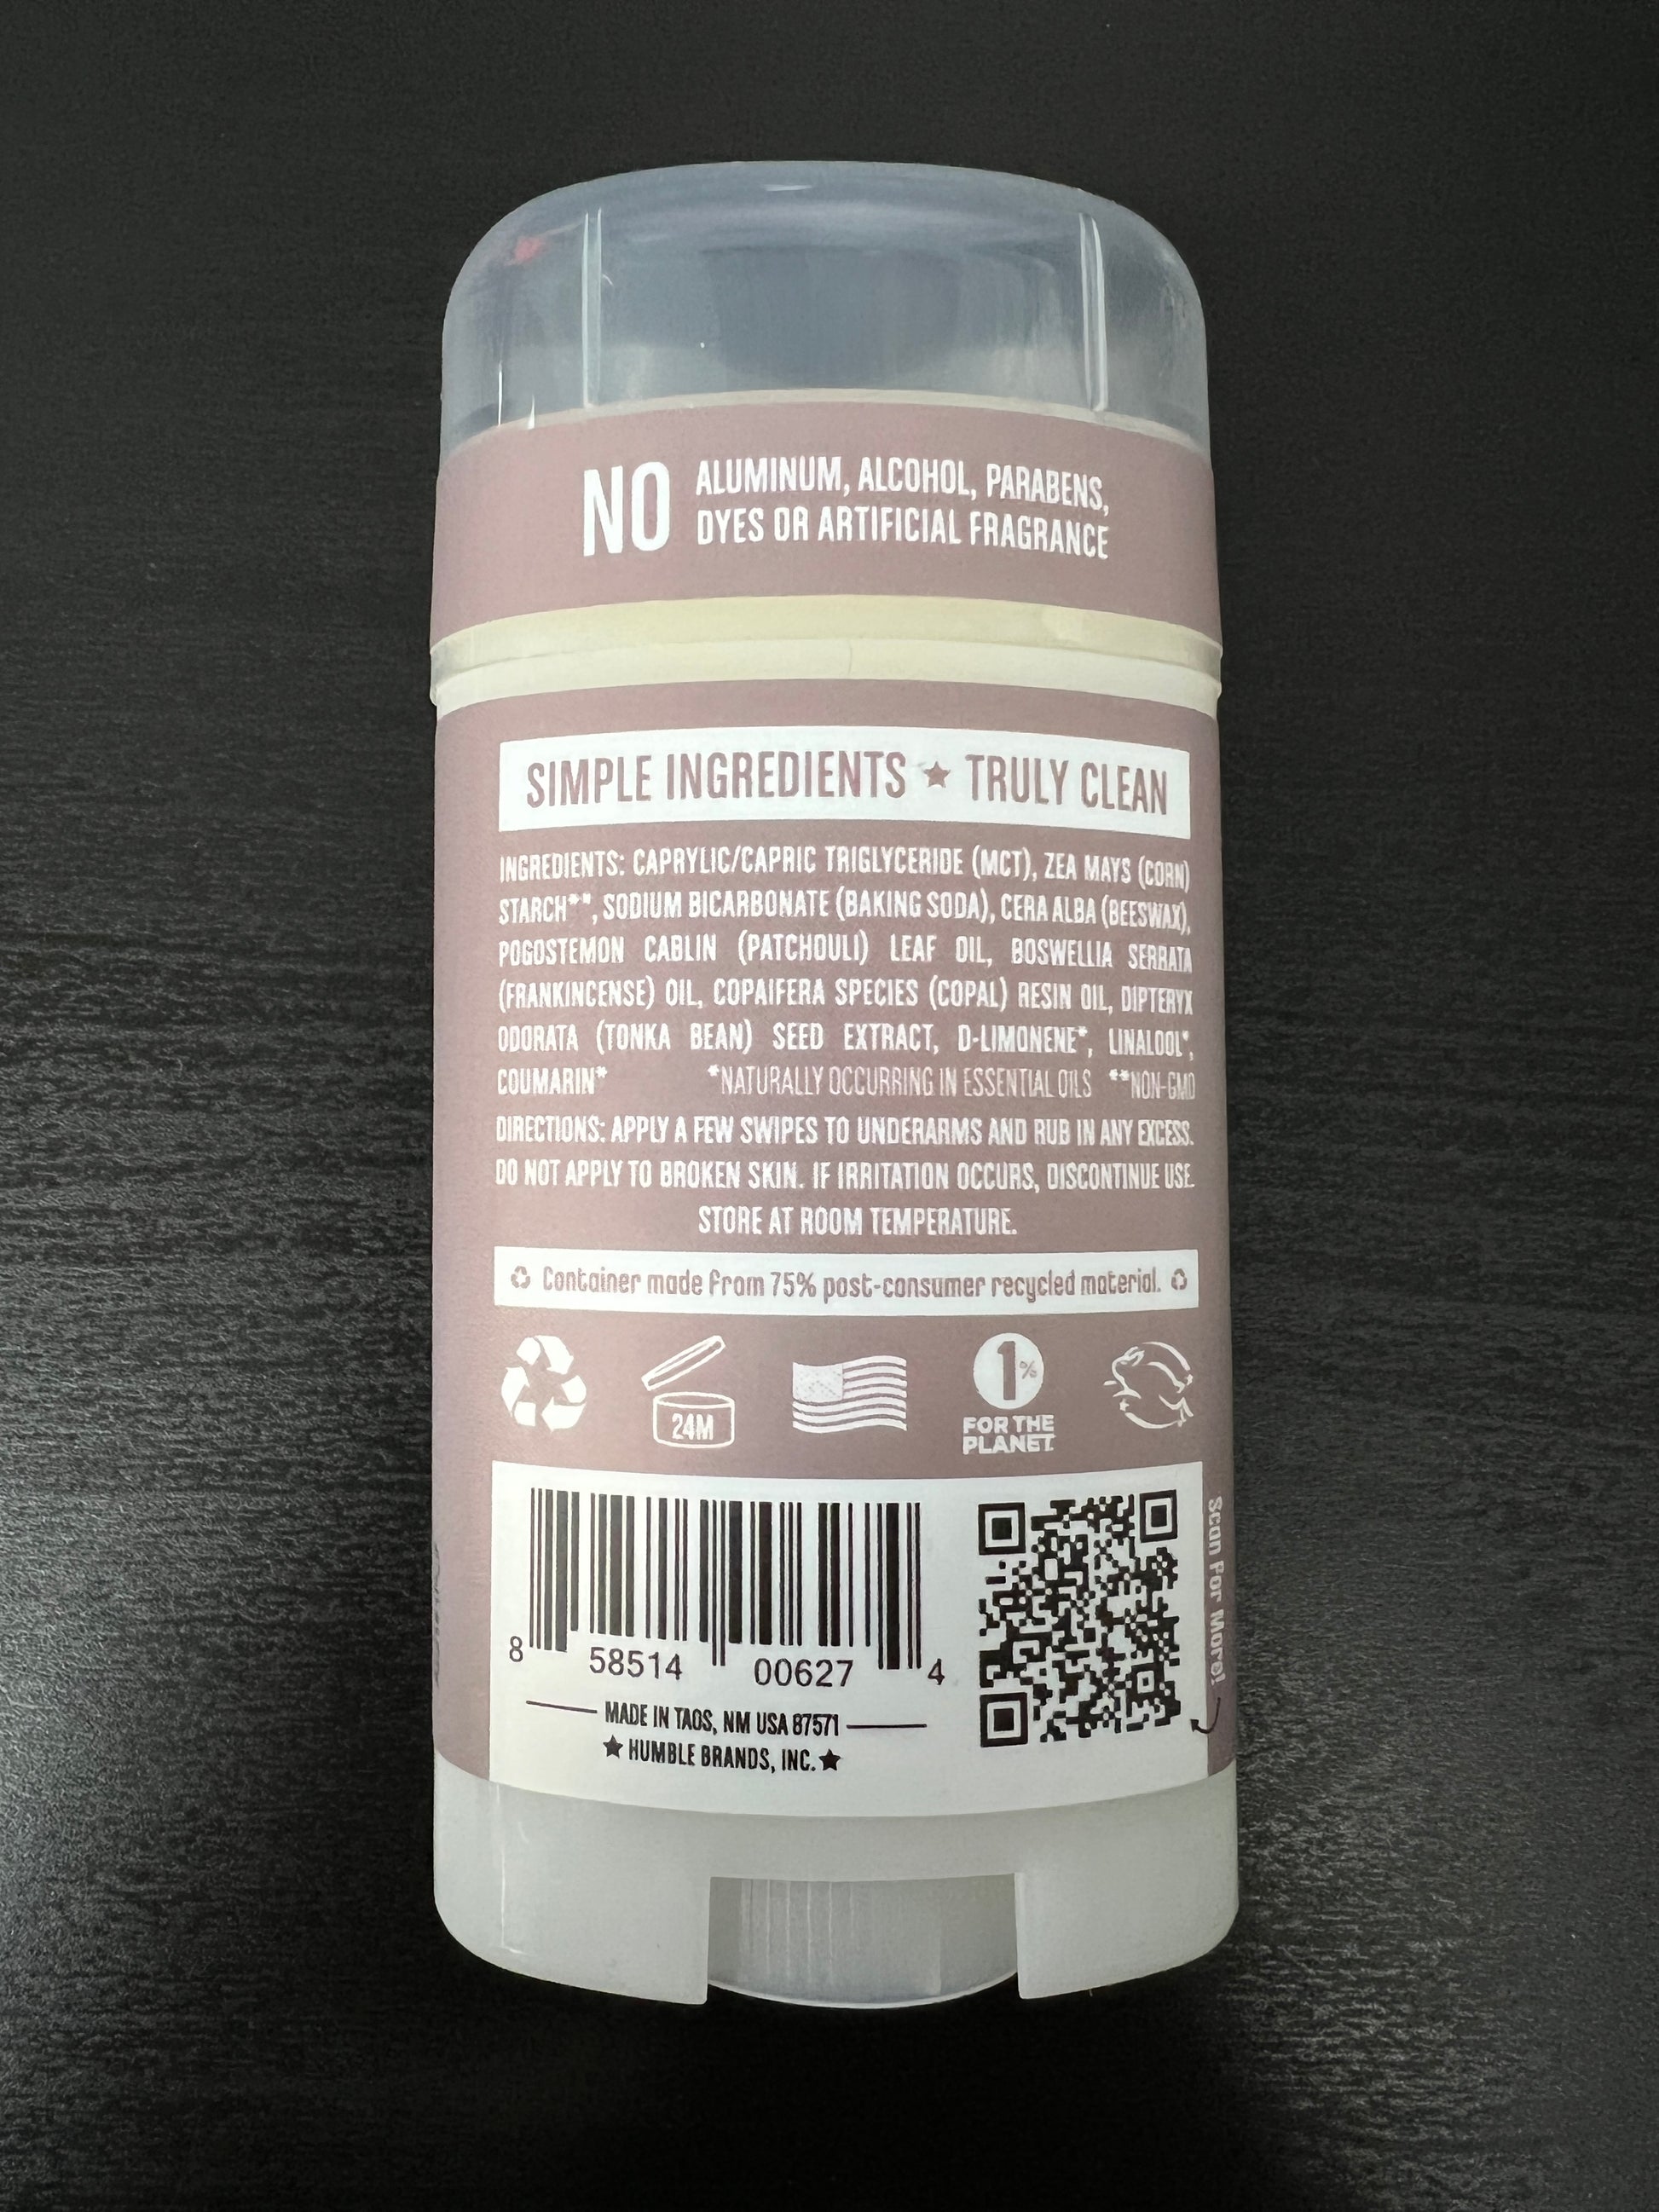 NO ALUMINUM, ALCOHOL, PARABENS,
DYES OR ARTIFICIAL FRAGRANCE
SIMPLE INGREDIENTS ★ TRULY CLEAN
INGREDIENTS: CAPRYLIC/CAPRIC TRIGLYCERIDE (MCT), ZEA MAYS (CORN)
STARCH**, SODIUM BICARBONATE (BAKING SODA), CERA ALBA (BEESWAX),
POGOSTEMON CABLIN (PATCHOULI) LEAF OIL, BOSWELLIA SERRATA
(FRANKINCENSE) OIL, COPAIFERA SPECIES (COPAL) RESIN OIL, DIPTERYX
ODORATA (TONKA BEAN) SEED EXTRACT, D-LIMONENE*, LINALOOL*,
COUMARIN* *NATURALLY OCCURRING IN ESSENTIAL OILS **NON-GMO
DIRECTIONS: APPLY A FEW SWIPES TO UNDERARMS AND RUB IN ANY EXCESS.
DO NOT APPLY TO BROKEN SKIN. IF IRRITATION OCCURS, DISCONTINUE USE.
STORE AT ROOM TEMPERATURE.
♻ Container made from 75% post-consumer recycled material. ♻
24M
1%
FOR THE
PLANET
8 58514 00627 4
MADE IN TAOS, NM USA 87571
★ HUMBLE BRANDS, INC. ★
Scan For More!